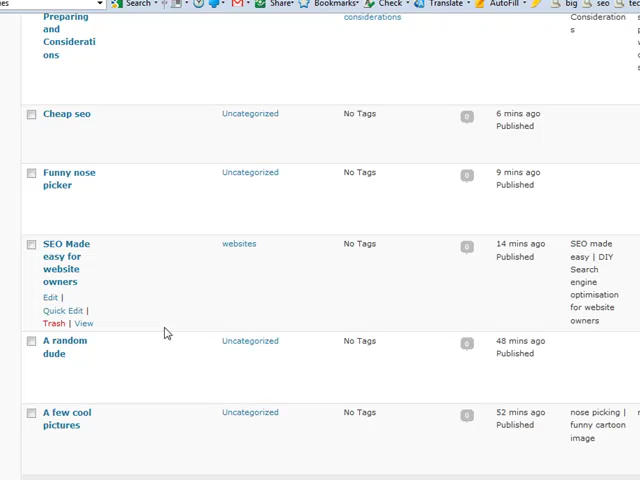 es Search Share Bookmarks Check Translate AutoFill big seo tec
Preparing
and
Considerati
ons
considerations
Consideration
s
Cheap seo Uncategorized No Tags 0 6 mins ago
Published
Funny nose Uncategorized No Tags 0 9 mins ago
picker Published
SEO Made websites No Tags 0 14 mins ago SEO made
easy for Published easy | DIY
website Search
owners engine
Edit | optimisation
Quick Edit | for website
Trash | View owners
A random Uncategorized No Tags 0 48 mins ago
dude Published
A few cool Uncategorized No Tags 0 52 mins ago nose picking |
pictures Published funny cartoon
image